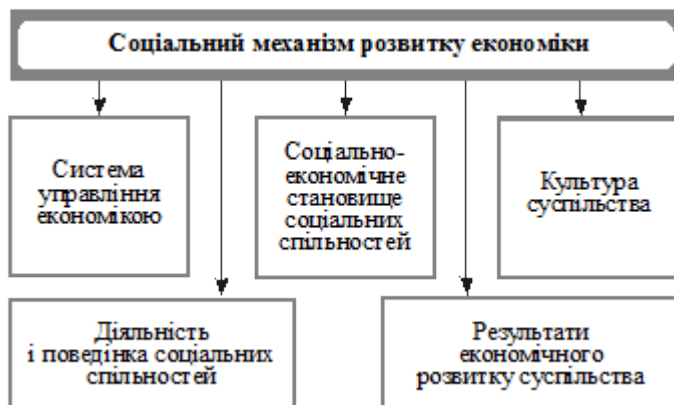 Соціальний механізм розвитку економіки
Система
управління
економікою
Соціально-
економічне
становище
соціальних
спільностей
Культура
суспільства
Діяльність
і поведінка соціальних
спільностей
Результати
економічного
розвитку суспільства